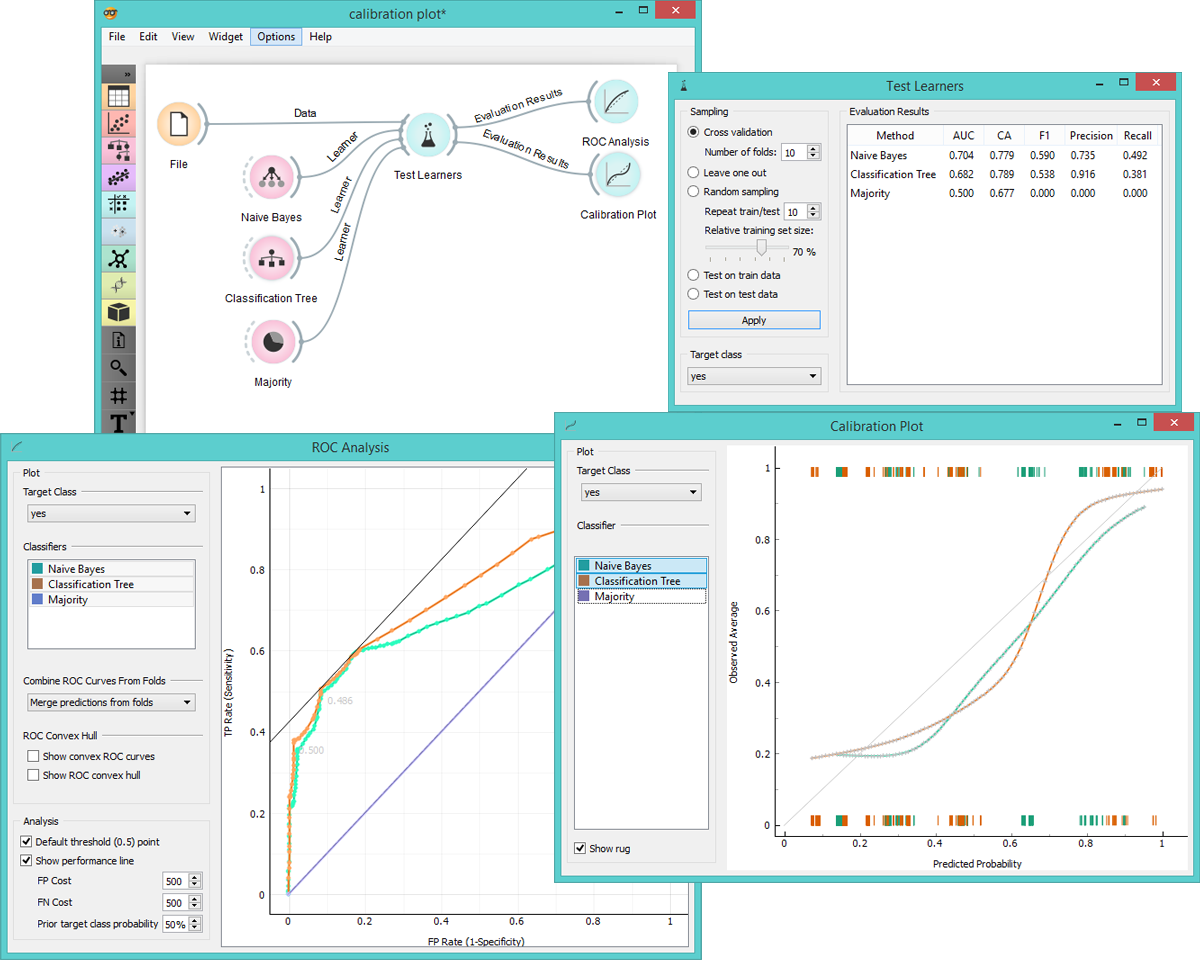 calibration plot*
File Edit View Widget Options Help
»
Data
File
Learner
Naive Bayes
Learner
Classification Tree
Learner
Majority
Test Learners
Evaluation Results
Evaluation Results
ROC Analysis
Calibration Plot
T
Test Learners
Sampling
Cross validation
Number of folds: 10
Leave one out
Random sampling
Repeat train/test 10
Relative training set size:
70 %
Test on train data
Test on test data
Apply
Target class
yes
Evaluation Results
Method AUC CA F1 Precision Recall
Naive Bayes 0.704 0.779 0.590 0.735 0.492
Classification Tree 0.682 0.789 0.538 0.916 0.381
Majority 0.500 0.677 0.000 0.000 0.000
ROC Analysis
Plot
Target Class
yes
Classifiers
Naive Bayes
Classification Tree
Majority
Combine ROC Curves From Folds
Merge predictions from folds
ROC Convex Hull
Show convex ROC curves
Show ROC convex hull
Analysis
Default threshold (0.5) point
Show performance line
FP Cost 500
FN Cost 500
Prior target class probability 50%
TP Rate (Sensitivity)
1
0.8
0.6
0.4
0.2
0
0.486
0.500
0 0.2 0.4 0.6 0.8 1
FP Rate (1-Specificity)
Calibration Plot
Plot
Target Class
yes
Classifier
Naive Bayes
Classification Tree
Majority
Show rug
Observed Average
1
0.8
0.6
0.4
0.2
0
0 0.2 0.4 0.6 0.8 1
Predicted Probability